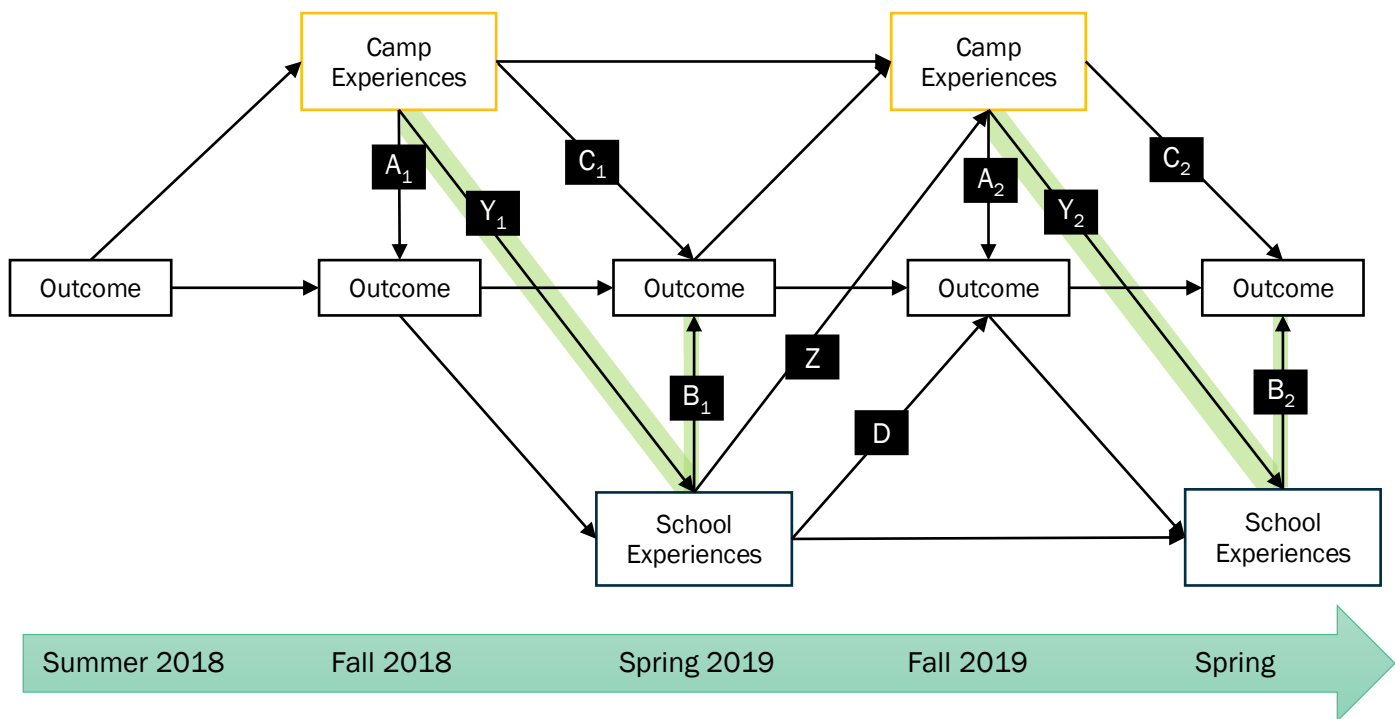 Camp
Experiences
Camp
Experiences
A₁
C₁
Y₁
A₂
C₂
Y₂
Outcome
Outcome
Outcome
Outcome
Outcome
Z
B₁
D
B₂
School
Experiences
School
Experiences
Summer 2018
Fall 2018
Spring 2019
Fall 2019
Spring